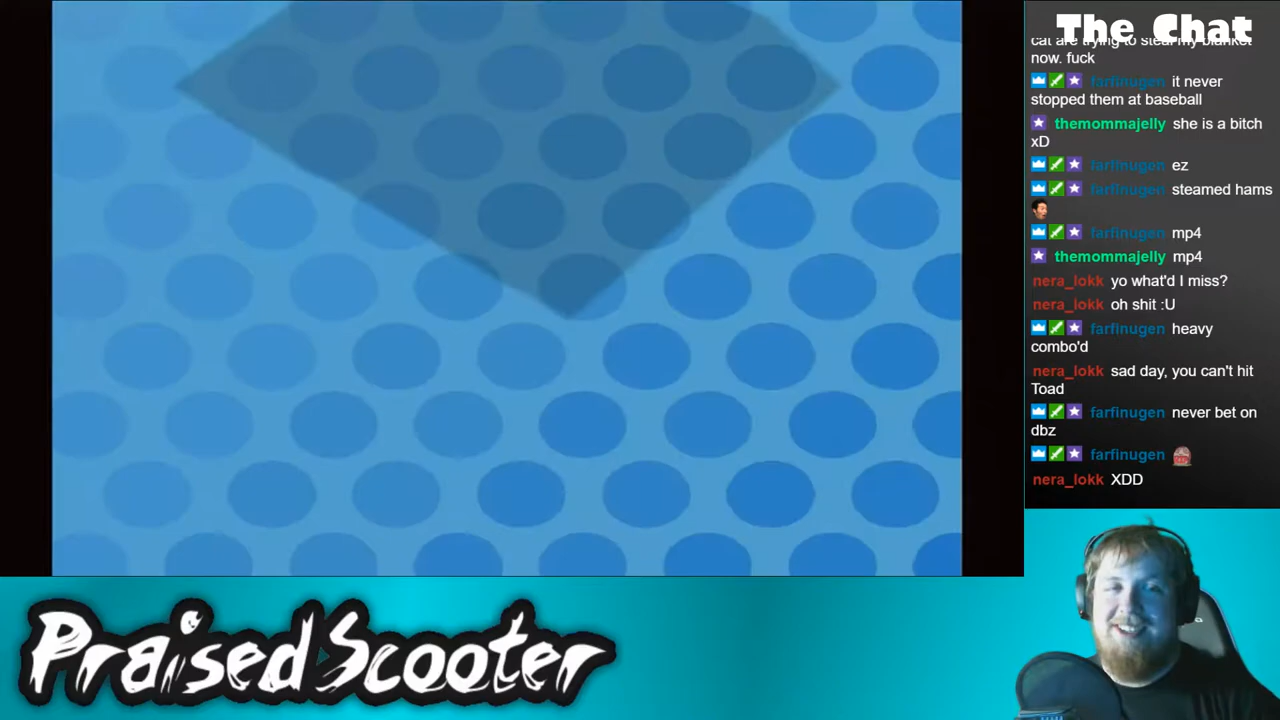 The Chat
cat are trying to steal my blanket
now. fuck
farfinugen it never
stopped them at baseball
themommajelly she is a bitch
xD
farfinugen ez
farfinugen steamed hams
farfinugen mp4
themommajelly mp4
nera_lokk yo what'd I miss?
nera_lokk oh shit :U
farfinugen heavy
combo'd
nera_lokk sad day, you can't hit
Toad
farfinugen never bet on
dbz
farfinugen
nera_lokk XDD
PraisedScooter